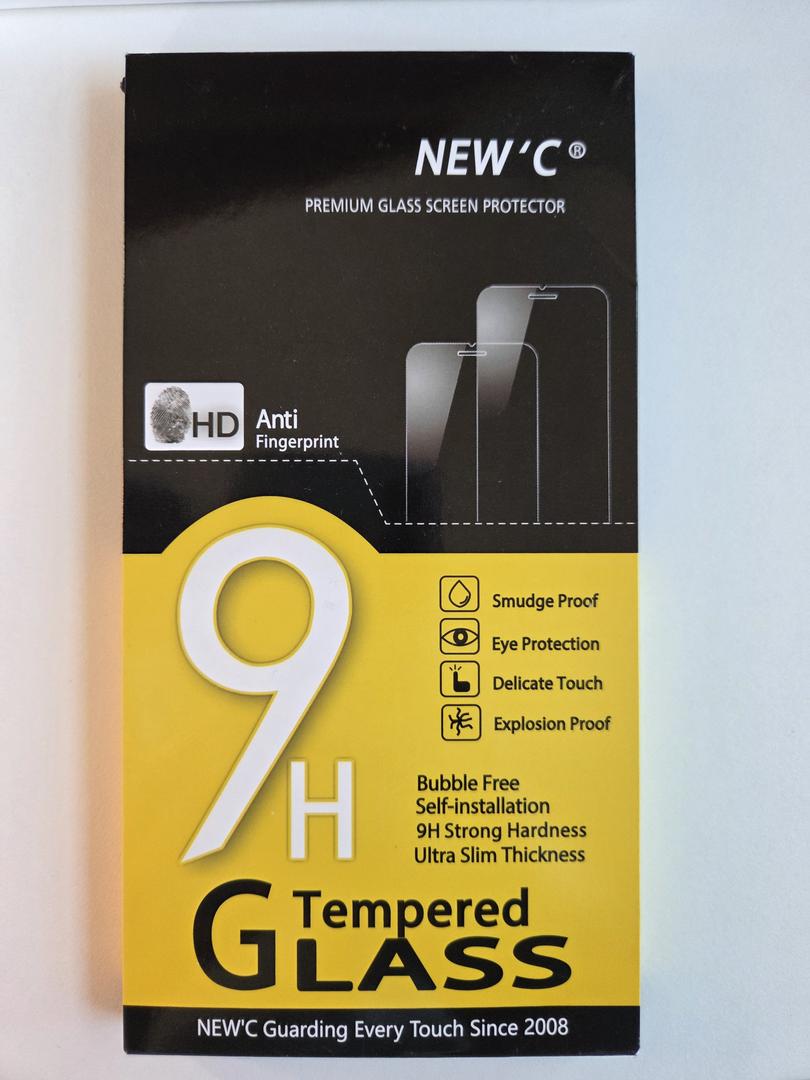 NEW'C ®
PREMIUM GLASS SCREEN PROTECTOR
HD
Anti
Fingerprint
9H
Smudge Proof
Eye Protection
Delicate Touch
Explosion Proof
Bubble Free
Self-installation
9H Strong Hardness
Ultra Slim Thickness
Tempered
GLASS
NEW'C Guarding Every Touch Since 2008